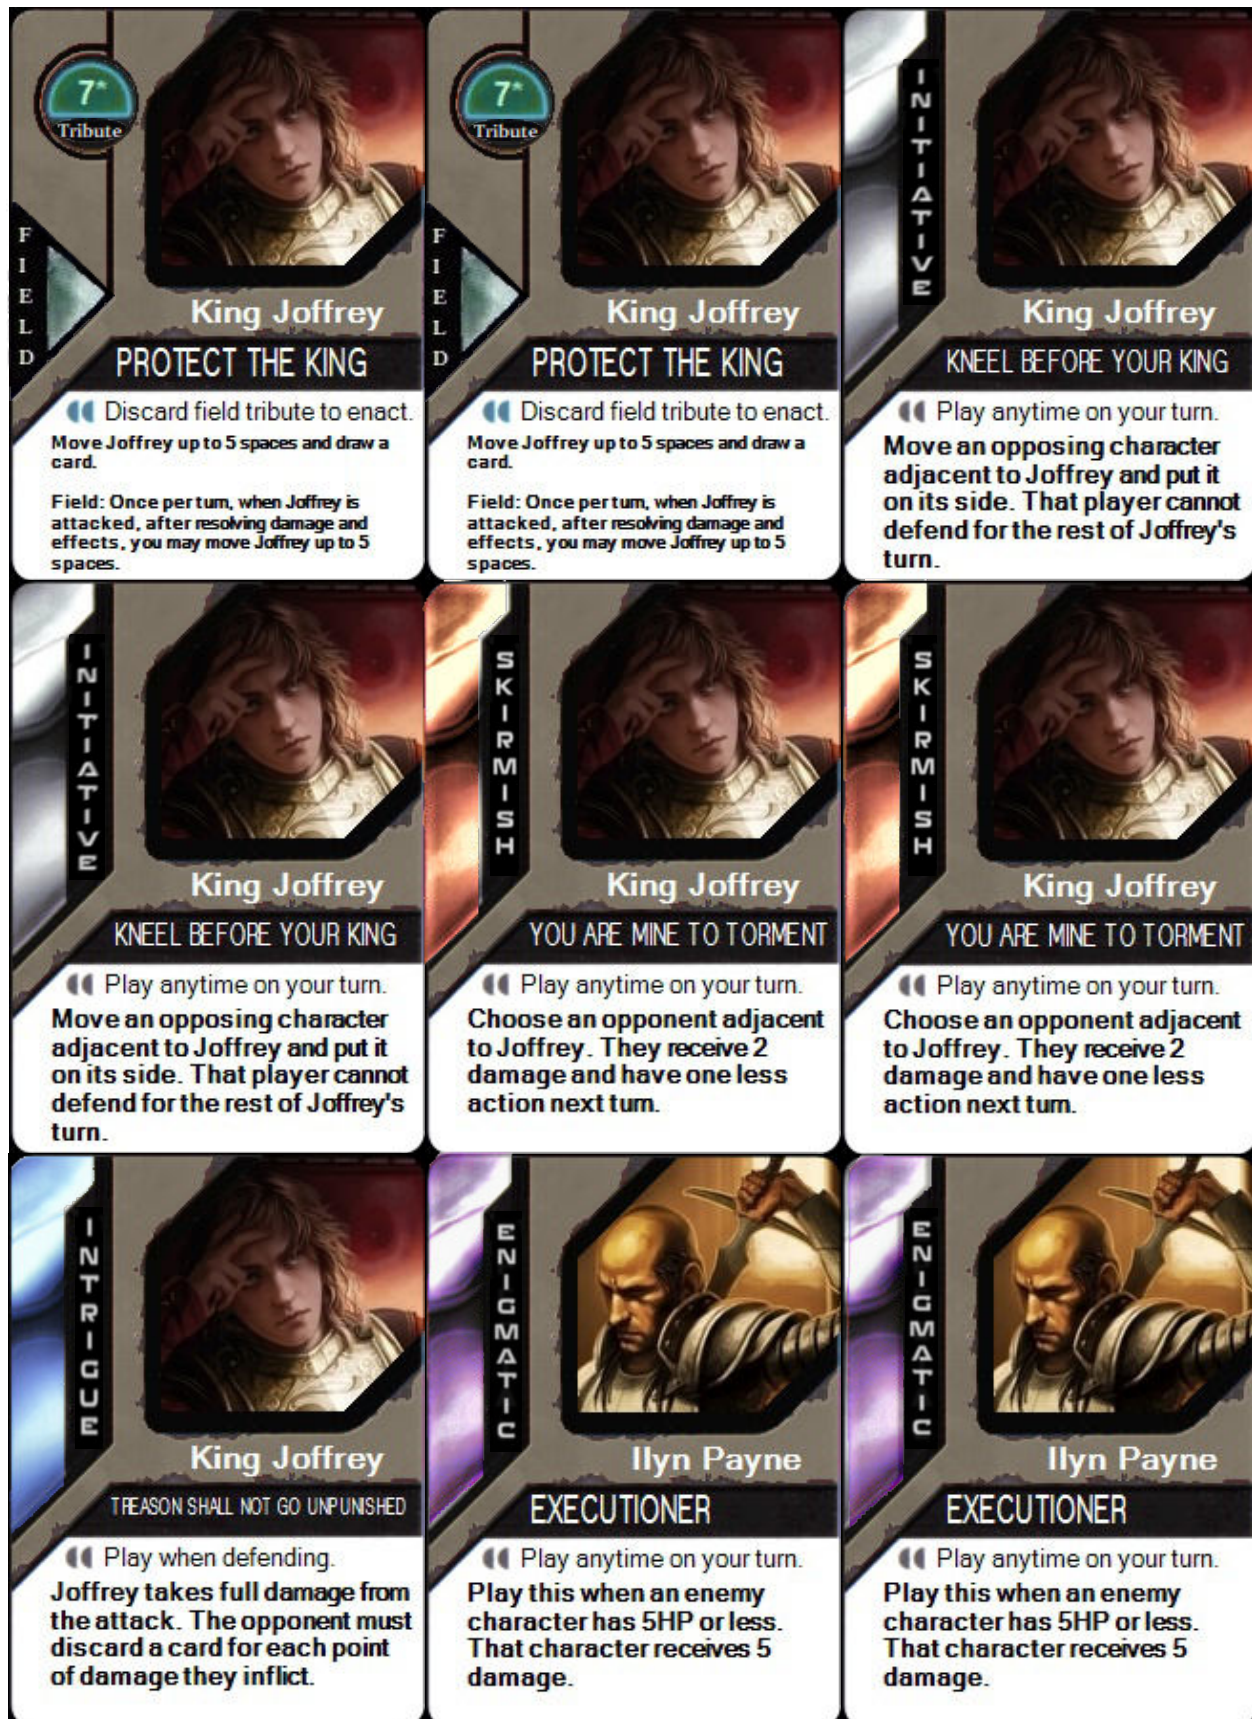 7*
Tribute
FIELD
King Joffrey
PROTECT THE KING
Discard field tribute to enact.
Move Joffrey up to 5 spaces and draw a
card.
Field: Once per turn, when Joffrey is
attacked, after resolving damage and
effects, you may move Joffrey up to 5
spaces.
7*
Tribute
FIELD
King Joffrey
PROTECT THE KING
Discard field tribute to enact.
Move Joffrey up to 5 spaces and draw a
card.
Field: Once per turn, when Joffrey is
attacked, after resolving damage and
effects, you may move Joffrey up to 5
spaces.
INITIATIVE
King Joffrey
KNEEL BEFORE YOUR KING
Play anytime on your turn.
Move an opposing character
adjacent to Joffrey and put it
on its side. That player cannot
defend for the rest of Joffrey's
turn.
INITIATIVE
King Joffrey
KNEEL BEFORE YOUR KING
Play anytime on your turn.
Move an opposing character
adjacent to Joffrey and put it
on its side. That player cannot
defend for the rest of Joffrey's
turn.
SKIRMISH
King Joffrey
YOU ARE MINE TO TORMENT
Play anytime on your turn.
Choose an opponent adjacent
to Joffrey. They receive 2
damage and have one less
action next turn.
SKIRMISH
King Joffrey
YOU ARE MINE TO TORMENT
Play anytime on your turn.
Choose an opponent adjacent
to Joffrey. They receive 2
damage and have one less
action next turn.
INTRIGUE
King Joffrey
TREASON SHALL NOT GO UNPUNISHED
Play when defending.
Joffrey takes full damage from
the attack. The opponent must
discard a card for each point
of damage they inflict.
ENIGMATIC
Ilyn Payne
EXECUTIONER
Play anytime on your turn.
Play this when an enemy
character has 5HP or less.
That character receives 5
damage.
ENIGMATIC
Ilyn Payne
EXECUTIONER
Play anytime on your turn.
Play this when an enemy
character has 5HP or less.
That character receives 5
damage.